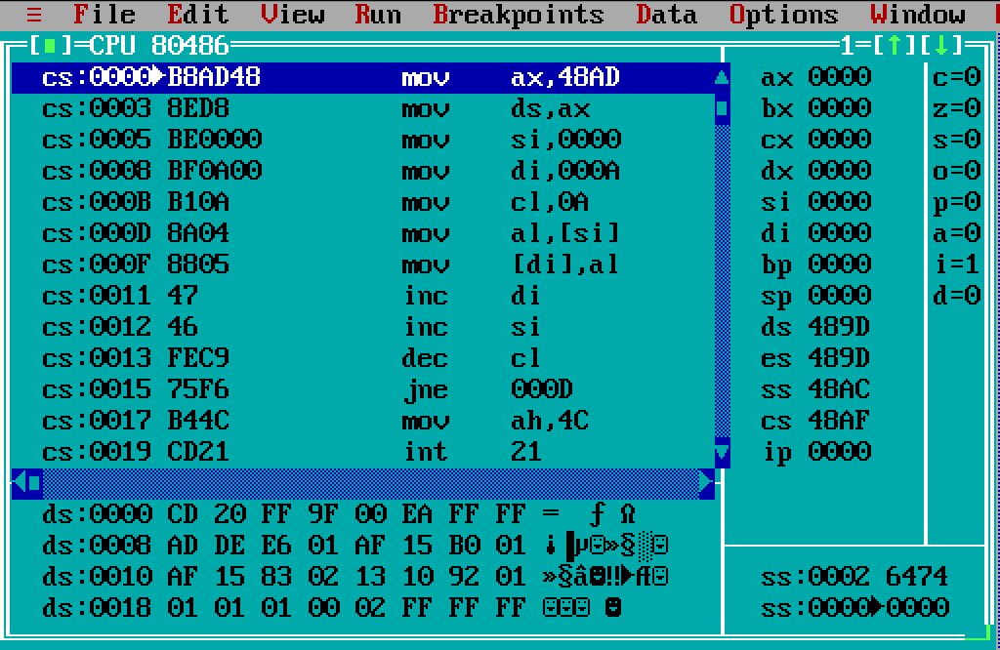 ≡ File Edit View Run Breakpoints Data Options Window
[■]=CPU 80486 1=[↑][↓]
cs:0000►B8AD48 mov ax,48AD ax 0000 c=0
cs:0003 8ED8 mov ds,ax bx 0000 z=0
cs:0005 BE0000 mov si,0000 cx 0000 s=0
cs:0008 BF0A00 mov di,000A dx 0000 o=0
cs:000B B10A mov cl,0A si 0000 p=0
cs:000D 8A04 mov al,[si] di 0000 a=0
cs:000F 8805 mov [di],al bp 0000 i=1
cs:0011 47 inc di sp 0000 d=0
cs:0012 46 inc si ds 489D
cs:0013 FEC9 dec cl es 489D
cs:0015 75F6 jne 000D ss 48AC
cs:0017 B44C mov ah,4C cs 48AF
cs:0019 CD21 int 21 ip 0000
ds:0000 CD 20 FF 9F 00 EA FF FF = ƒ Ω
ds:0008 AD DE E6 01 AF 15 B0 01 ¡▐µ☺»§░☺
ds:0010 AF 15 83 02 13 10 92 01 »§â☻‼►Æ☺ ss:0002 6474
ds:0018 01 01 01 00 02 FF FF FF ☺☺☺ ☻ ss:0000►0000